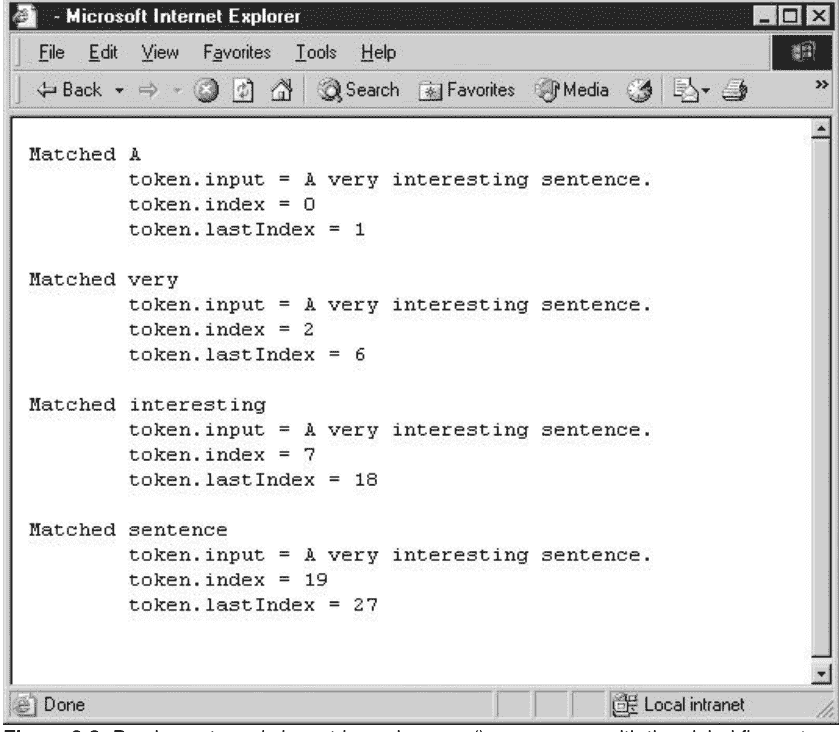 - Microsoft Internet Explorer
File Edit View Favorites Tools Help
Back Search Favorites Media »
Matched A
token.input = A very interesting sentence.
token.index = 0
token.lastIndex = 1
Matched very
token.input = A very interesting sentence.
token.index = 2
token.lastIndex = 6
Matched interesting
token.input = A very interesting sentence.
token.index = 7
token.lastIndex = 18
Matched sentence
token.input = A very interesting sentence.
token.index = 19
token.lastIndex = 27
Done Local intranet